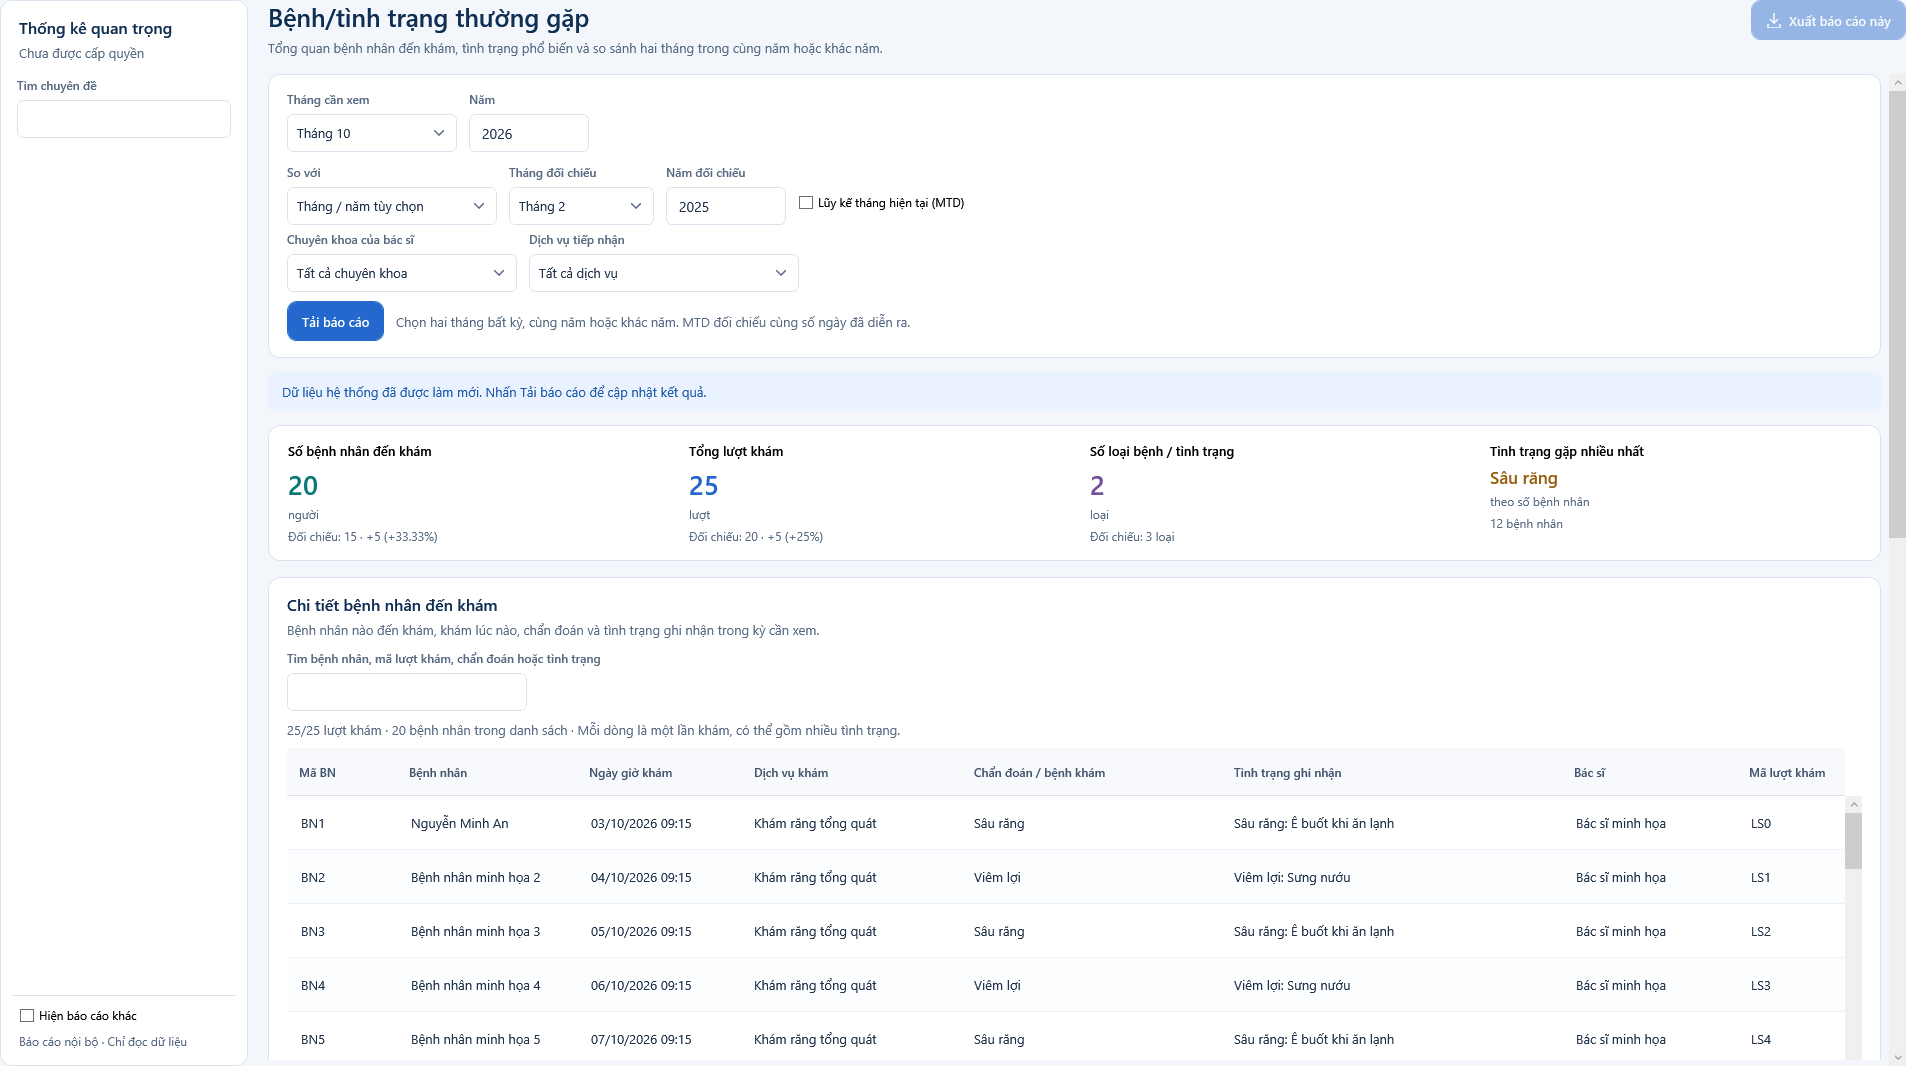 Thống kê quan trọng
Chưa được cấp quyền
Tìm chuyên đề
Hiện báo cáo khác
Báo cáo nội bộ · Chỉ đọc dữ liệu
Bệnh/tình trạng thường gặp
Tổng quan bệnh nhân đến khám, tình trạng phổ biến và so sánh hai tháng trong cùng năm hoặc khác năm.
Xuất báo cáo này
Tháng cần xem Năm
Tháng 10 2026
So với Tháng đối chiếu Năm đối chiếu
Tháng / năm tùy chọn Tháng 2 2025 Lũy kế tháng hiện tại (MTD)
Chuyên khoa của bác sĩ Dịch vụ tiếp nhận
Tất cả chuyên khoa Tất cả dịch vụ
Tải báo cáo Chọn hai tháng bất kỳ, cùng năm hoặc khác năm. MTD đối chiếu cùng số ngày đã diễn ra.
Dữ liệu hệ thống đã được làm mới. Nhấn Tải báo cáo để cập nhật kết quả.
Số bệnh nhân đến khám
20
người
Đối chiếu: 15 · +5 (+33.33%)
Tổng lượt khám
25
lượt
Đối chiếu: 20 · +5 (+25%)
Số loại bệnh / tình trạng
2
loại
Đối chiếu: 3 loại
Tình trạng gặp nhiều nhất
Sâu răng
theo số bệnh nhân
12 bệnh nhân
Chi tiết bệnh nhân đến khám
Bệnh nhân nào đến khám, khám lúc nào, chẩn đoán và tình trạng ghi nhận trong kỳ cần xem.
Tìm bệnh nhân, mã lượt khám, chẩn đoán hoặc tình trạng
25/25 lượt khám · 20 bệnh nhân trong danh sách · Mỗi dòng là một lần khám, có thể gồm nhiều tình trạng.
Mã BN Bệnh nhân Ngày giờ khám Dịch vụ khám Chẩn đoán / bệnh khám Tình trạng ghi nhận Bác sĩ Mã lượt khám
BN1 Nguyễn Minh An 03/10/2026 09:15 Khám răng tổng quát Sâu răng Sâu răng: Ê buốt khi ăn lạnh Bác sĩ minh họa LS0
BN2 Bệnh nhân minh họa 2 04/10/2026 09:15 Khám răng tổng quát Viêm lợi Viêm lợi: Sưng nướu Bác sĩ minh họa LS1
BN3 Bệnh nhân minh họa 3 05/10/2026 09:15 Khám răng tổng quát Sâu răng Sâu răng: Ê buốt khi ăn lạnh Bác sĩ minh họa LS2
BN4 Bệnh nhân minh họa 4 06/10/2026 09:15 Khám răng tổng quát Viêm lợi Viêm lợi: Sưng nướu Bác sĩ minh họa LS3
BN5 Bệnh nhân minh họa 5 07/10/2026 09:15 Khám răng tổng quát Sâu răng Sâu răng: Ê buốt khi ăn lạnh Bác sĩ minh họa LS4